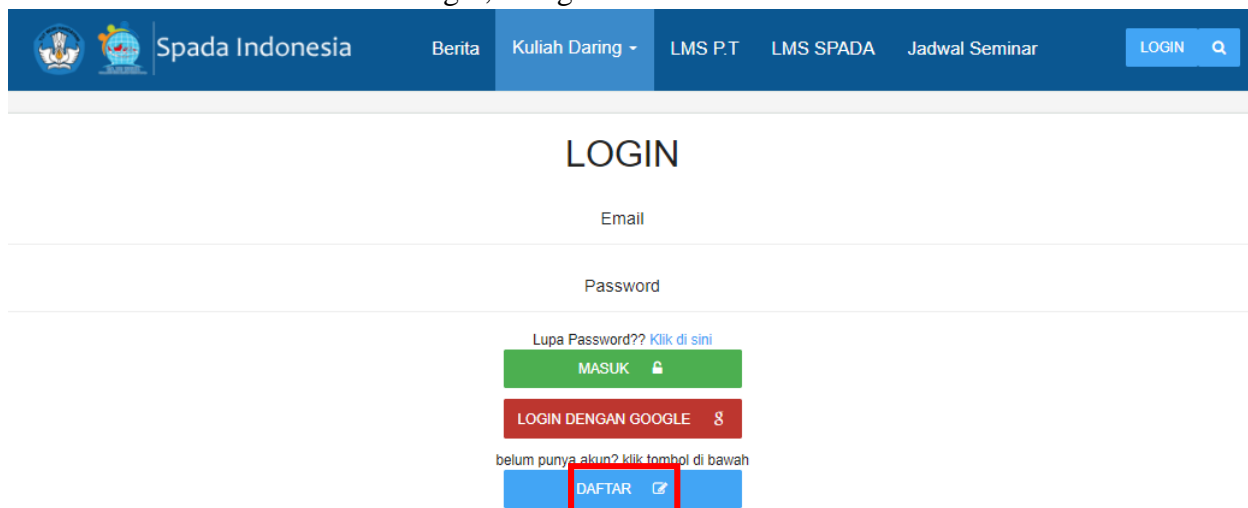 Spada Indonesia Berita Kuliah Daring LMS P.T LMS SPADA Jadwal Seminar LOGIN
LOGIN
Email
Password
Lupa Password?? Klik di sini
MASUK
LOGIN DENGAN GOOGLE
belum punya akun? klik tombol di bawah
DAFTAR